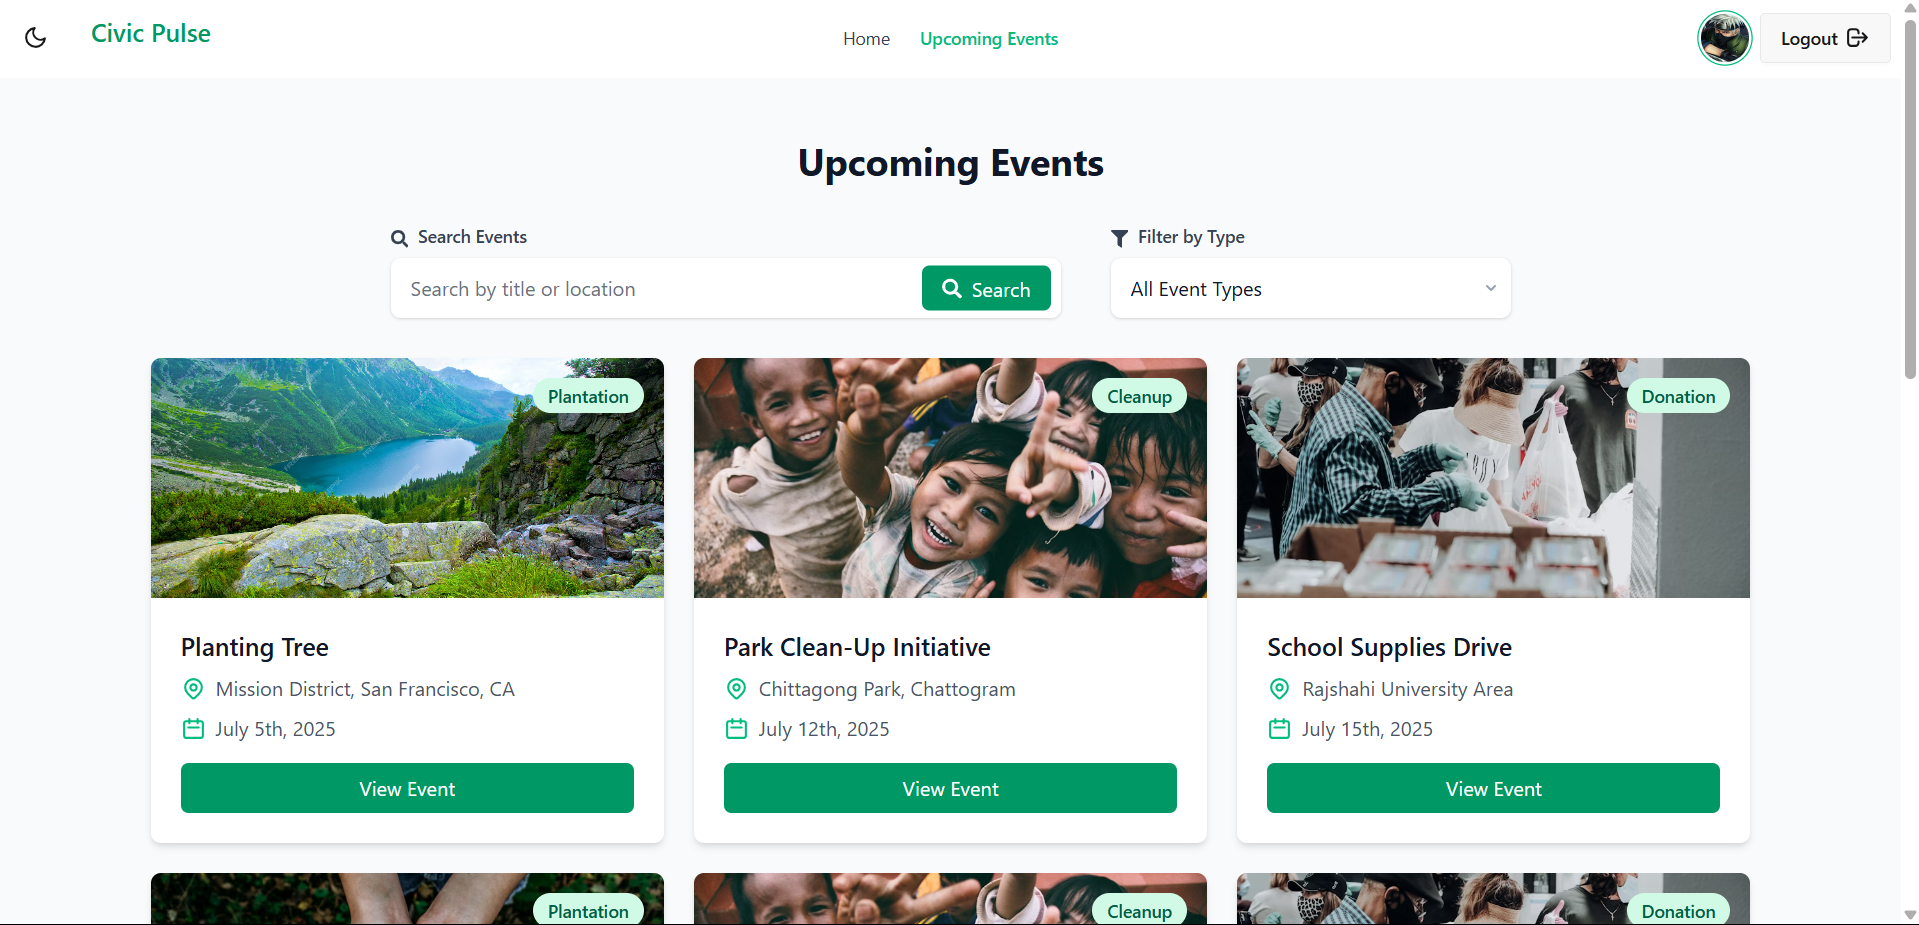 Civic Pulse
Home
Upcoming Events
Logout
Upcoming Events
Search Events
Filter by Type
Search by title or location
Search
All Event Types
Plantation
Cleanup
Donation
Planting Tree
Mission District, San Francisco, CA
July 5th, 2025
View Event
Park Clean-Up Initiative
Chittagong Park, Chattogram
July 12th, 2025
View Event
School Supplies Drive
Rajshahi University Area
July 15th, 2025
View Event
Plantation
Cleanup
Donation